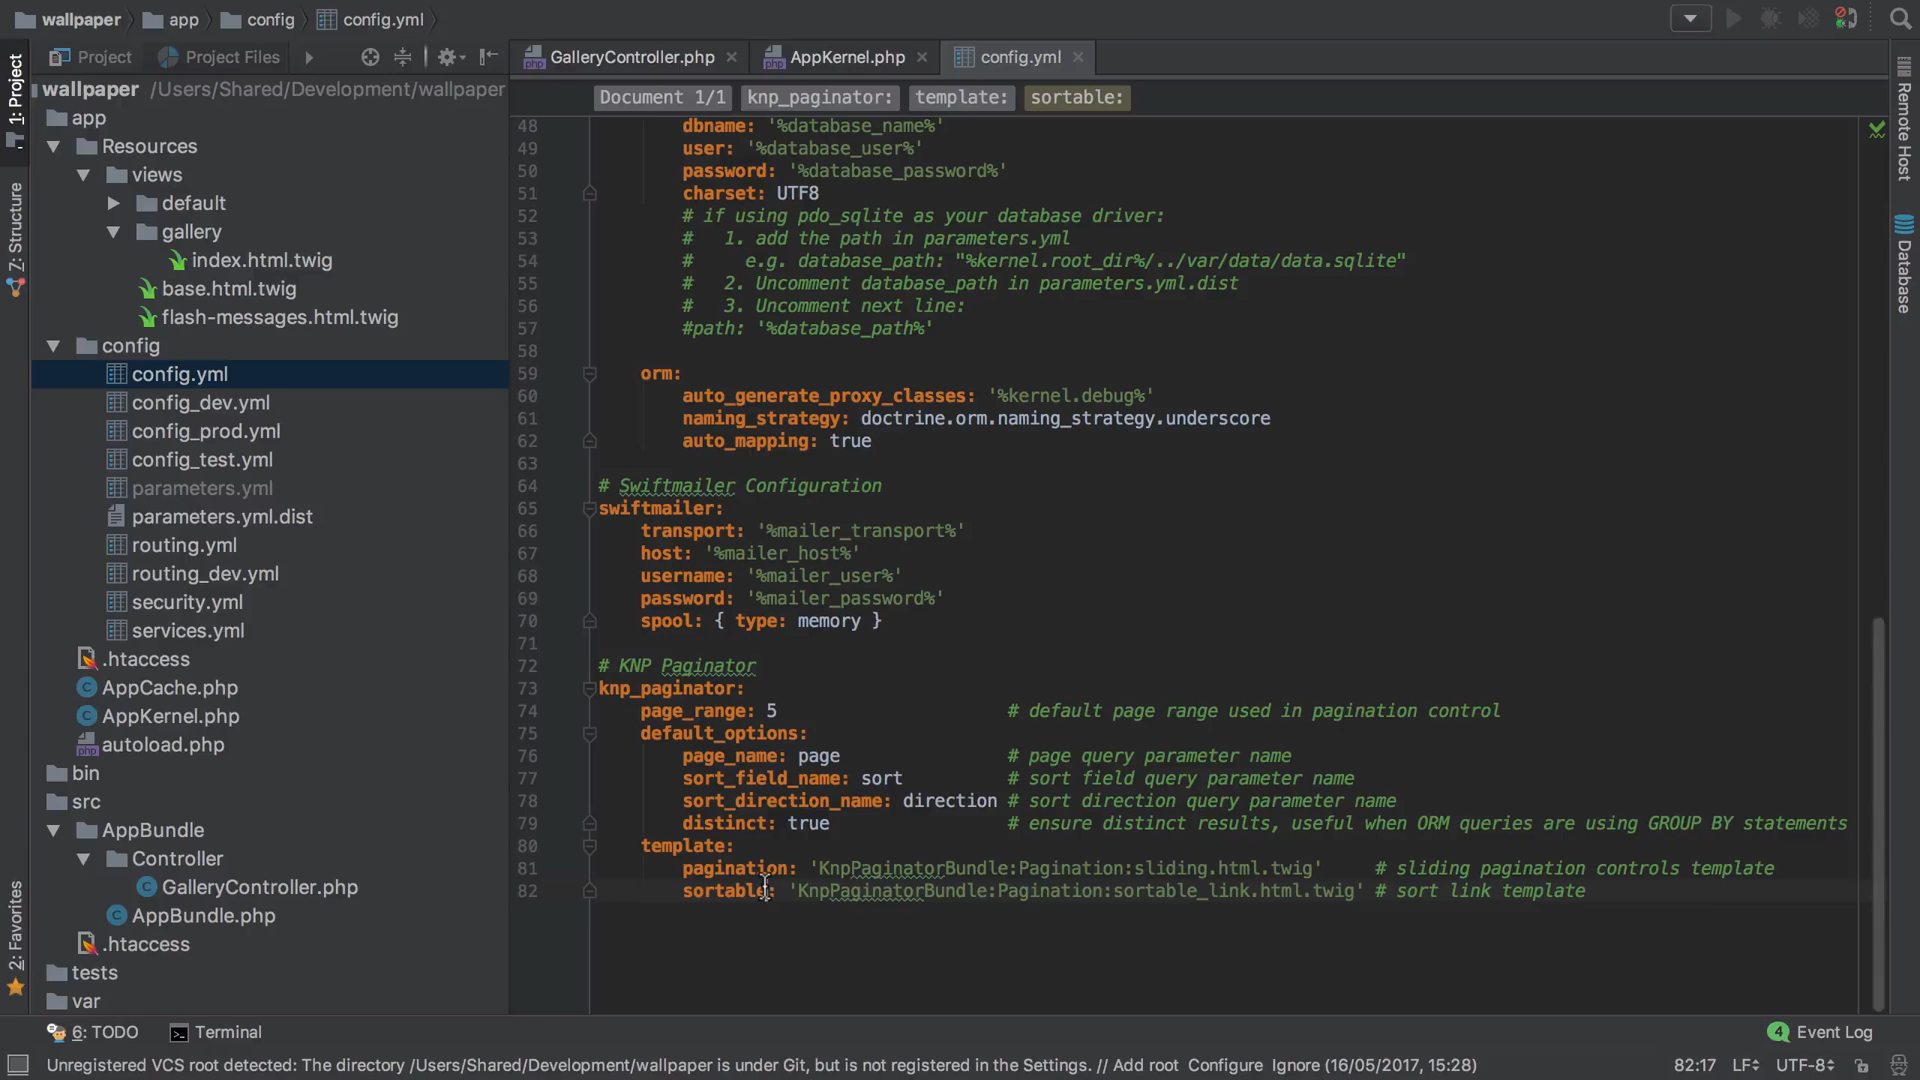 wallpaper app config config.yml
Project Project Files
GalleryController.php AppKernel.php config.yml
Document 1/1 knp_paginator: template: sortable:
1: Project
Z: Structure
2: Favorites
Remote Host
Database
wallpaper /Users/Shared/Development/wallpaper
app
Resources
views
default
gallery
index.html.twig
base.html.twig
flash-messages.html.twig
config
config.yml
config_dev.yml
config_prod.yml
config_test.yml
parameters.yml
parameters.yml.dist
routing.yml
routing_dev.yml
security.yml
services.yml
.htaccess
AppCache.php
AppKernel.php
autoload.php
bin
src
AppBundle
Controller
GalleryController.php
AppBundle.php
.htaccess
tests
var
48 dbname: '%database_name%'
49 user: '%database_user%'
50 password: '%database_password%'
51 charset: UTF8
52 # if using pdo_sqlite as your database driver:
53 # 1. add the path in parameters.yml
54 # e.g. database_path: "%kernel.root_dir%/../var/data/data.sqlite"
55 # 2. Uncomment database_path in parameters.yml.dist
56 # 3. Uncomment next line:
57 #path: '%database_path%'
58
59 orm:
60 auto_generate_proxy_classes: '%kernel.debug%'
61 naming_strategy: doctrine.orm.naming_strategy.underscore
62 auto_mapping: true
63
64 # Swiftmailer Configuration
65 swiftmailer:
66 transport: '%mailer_transport%'
67 host: '%mailer_host%'
68 username: '%mailer_user%'
69 password: '%mailer_password%'
70 spool: { type: memory }
71
72 # KNP Paginator
73 knp_paginator:
74 page_range: 5 # default page range used in pagination control
75 default_options:
76 page_name: page # page query parameter name
77 sort_field_name: sort # sort field query parameter name
78 sort_direction_name: direction # sort direction query parameter name
79 distinct: true # ensure distinct results, useful when ORM queries are using GROUP BY statements
80 template:
81 pagination: 'KnpPaginatorBundle:Pagination:sliding.html.twig' # sliding pagination controls template
82 sortable: 'KnpPaginatorBundle:Pagination:sortable_link.html.twig' # sort link template
6: TODO Terminal 4 Event Log
Unregistered VCS root detected: The directory /Users/Shared/Development/wallpaper is under Git, but is not registered in the Settings. // Add root Configure Ignore (16/05/2017, 15:28) 82:17 LF UTF-8